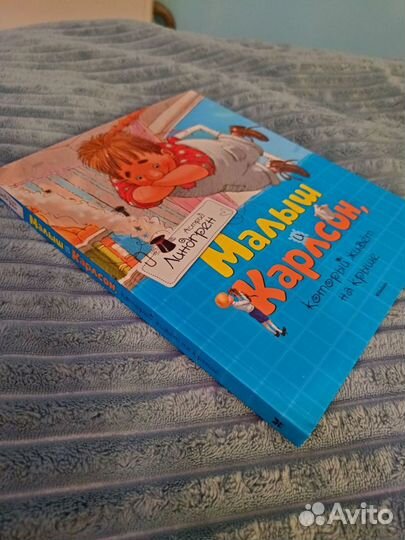 Астрид
Линдгрен
Малыш
и
Карлсон,
который живёт
на крыше
Малыш и Карлсон
Avito